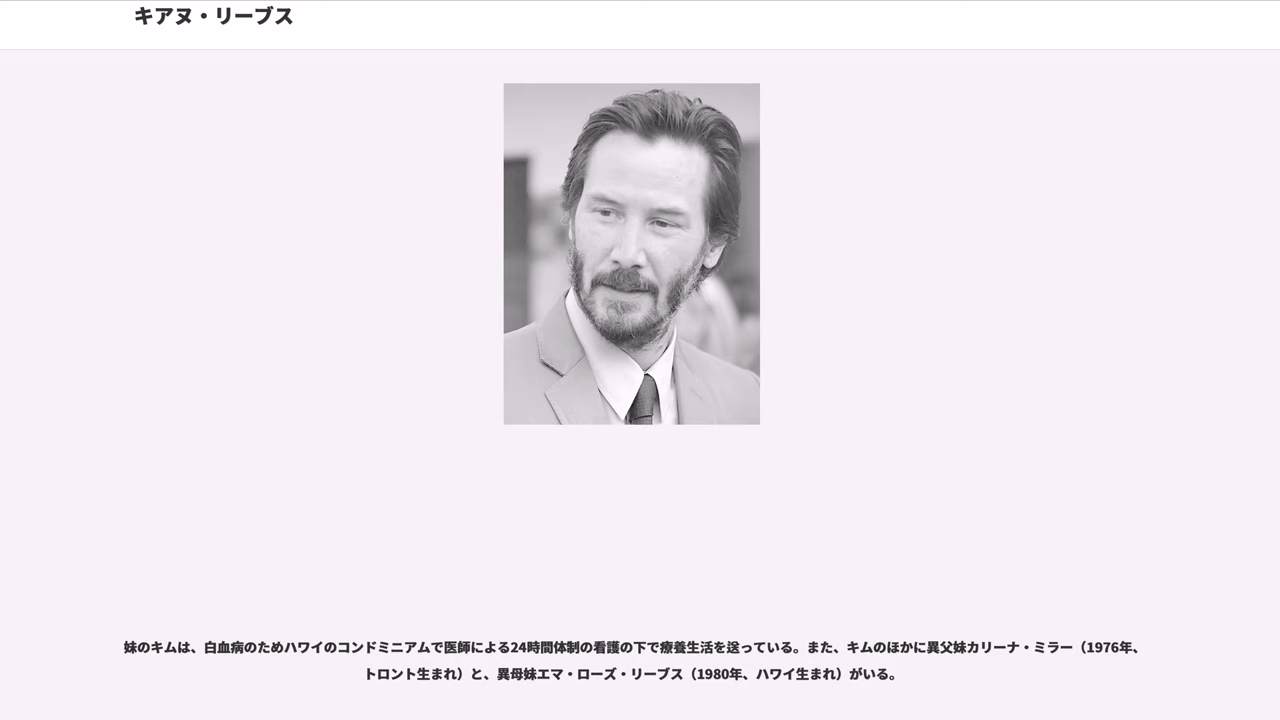 キアヌ・リーブス
妹のキムは、白血病のためハワイのコンドミニアムで医師による24時間体制の看護の下で療養生活を送っている。また、キムのほかに異父妹カリーナ・ミラー（1976年、
トロント生まれ）と、異母妹エマ・ローズ・リーブス（1980年、ハワイ生まれ）がいる。